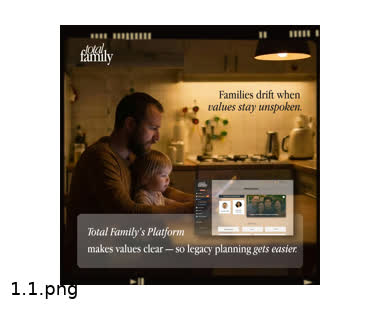 total
family
Families drift when
values stay unspoken.
Total Family's Platform
makes values clear — so legacy planning gets easier.
1.1.png